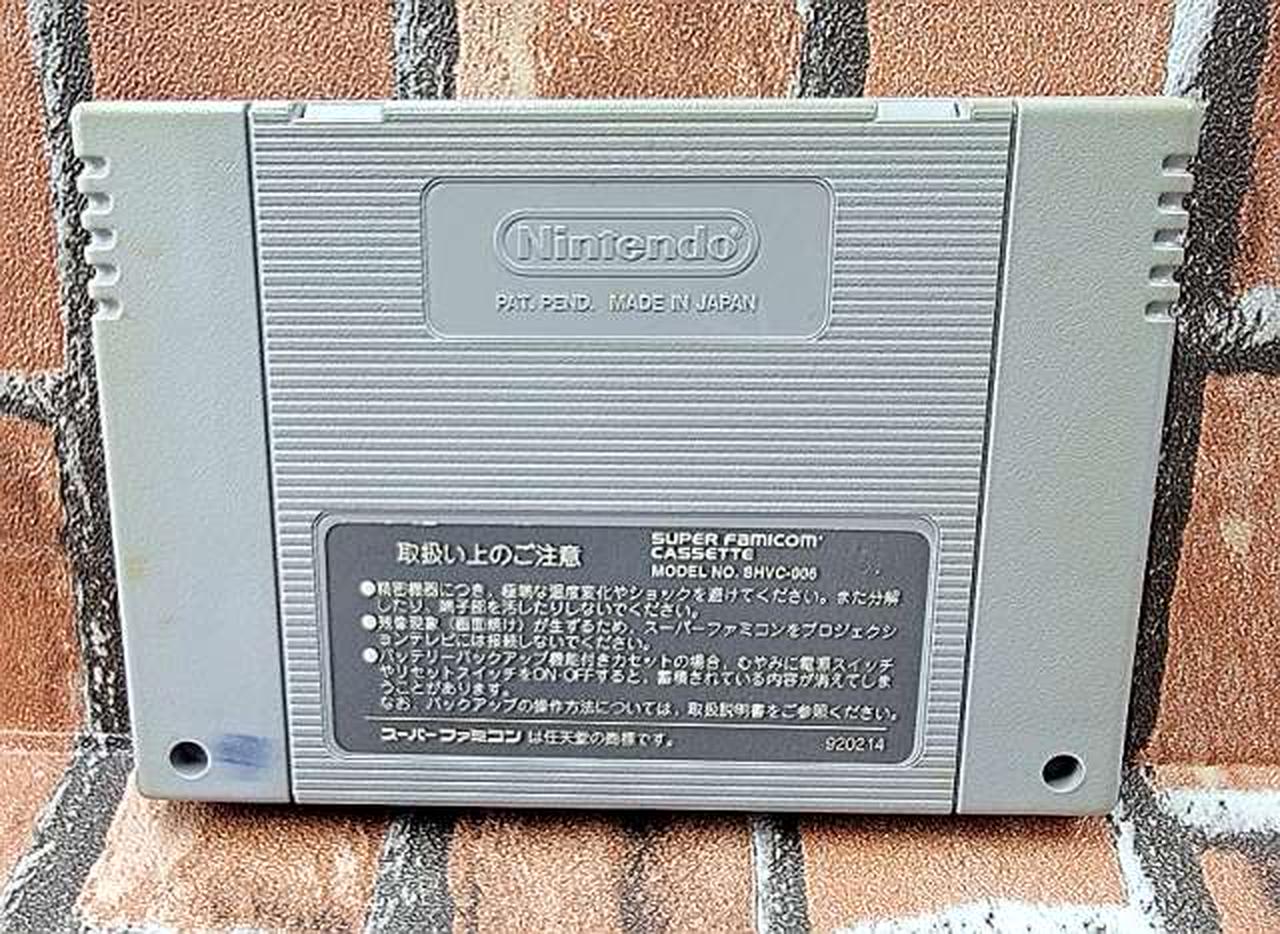 Nintendo
PAT. PEND. MADE IN JAPAN
取扱い上のご注意
SUPER FAMICOM
CASSETTE
MODEL NO. SHVC-006
●精密機器につき、極端な温度変化やショックを避けてください。また分解
したり、端子部を汚したりしないでください。
●残像現象（画面焼け）が生ずるため、スーパーファミコンをプロジェクシ
ョンテレビには接続しないでください。
●バッテリーバックアップ機能付きカセットの場合、むやみに電源スイッチ
やリセットスイッチをON・OFFすると、蓄積されている内容が消えてしま
うことがあります。
なお、バックアップの操作方法については、取扱説明書をご参照ください。
スーパーファミコン は任天堂の商標です。
920214